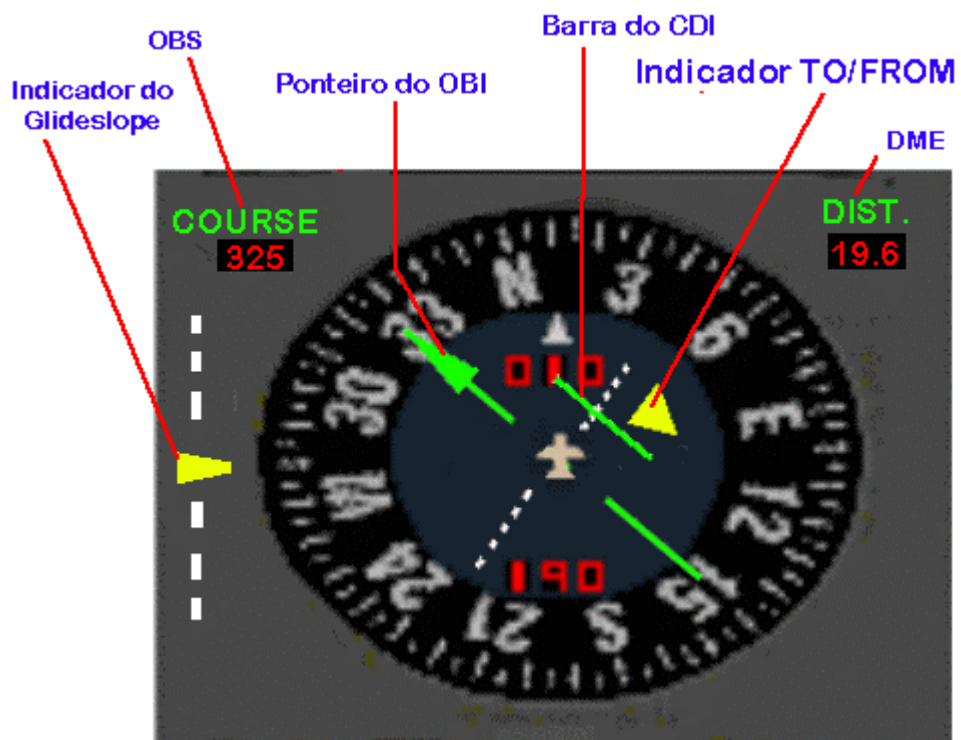 OBS
Barra do CDI
Indicador TO/FROM
Ponteiro do OBI
Indicador do
Glideslope
DME
COURSE
325
DIST.
19.6
N
3
6
E
12
15
S
21
24
W
30
33
010
190